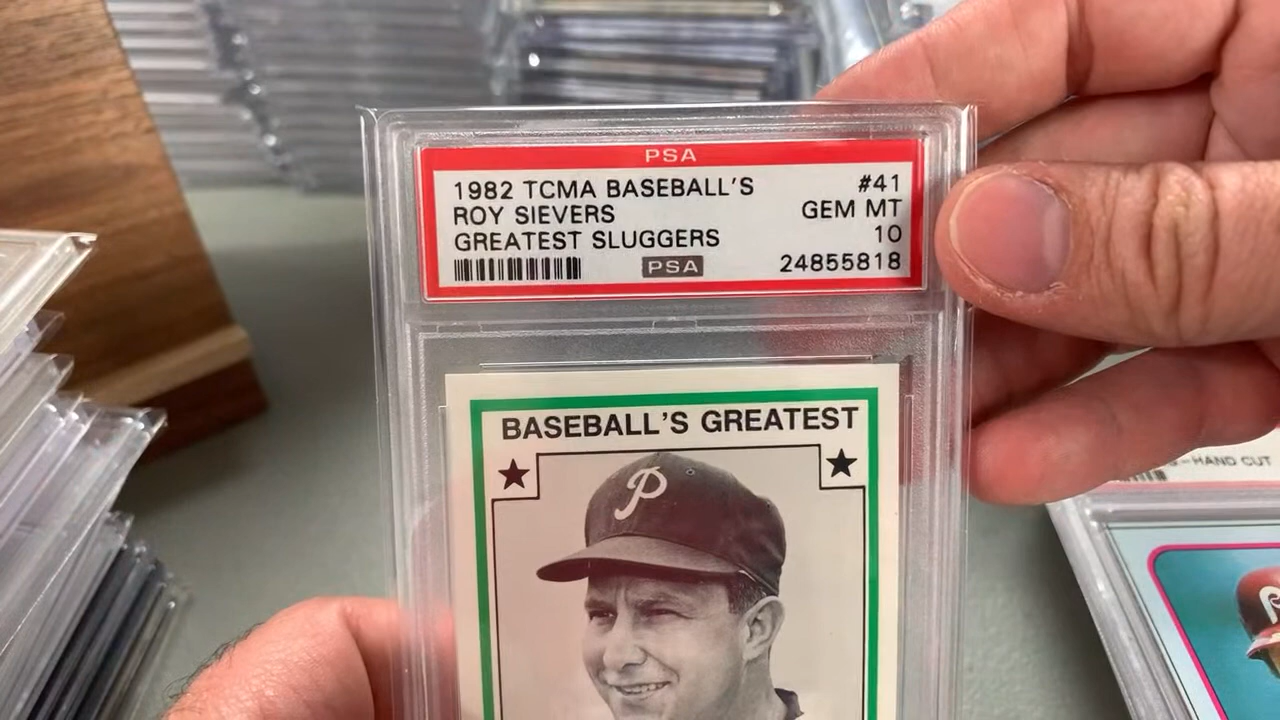 PSA
1982 TCMA BASEBALL'S #41
ROY SIEVERS GEM MT
GREATEST SLUGGERS 10
PSA 24855818
BASEBALL'S GREATEST
P
-HAND CUT
P